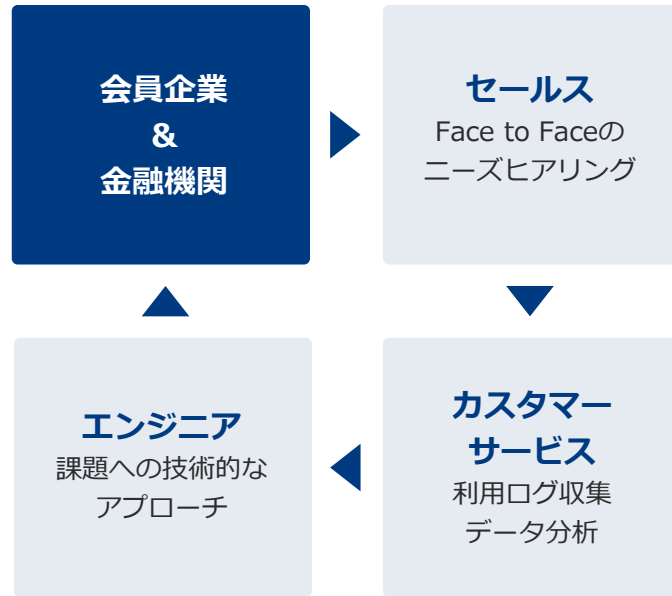 会員企業
&
金融機関
セールス
Face to Faceの
ニーズヒアリング
エンジニア
課題への技術的な
アプローチ
カスタマー
サービス
利用ログ収集
データ分析